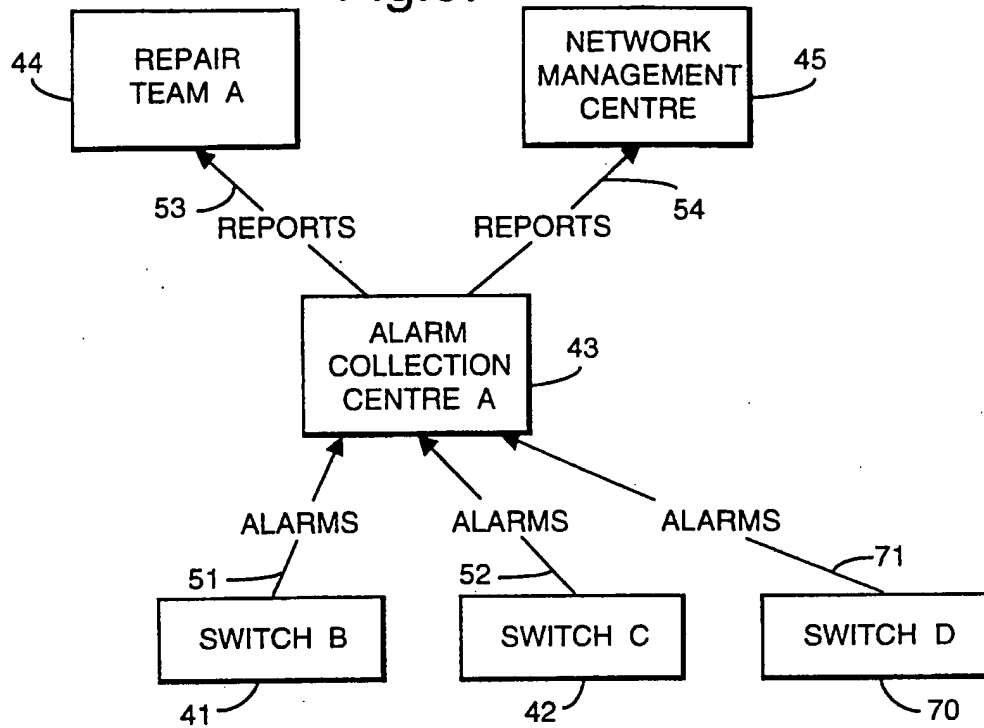 44
REPAIR
TEAM A
NETWORK
MANAGEMENT
CENTRE
45
53
REPORTS
REPORTS
54
ALARM
COLLECTION
CENTRE A
43
ALARMS
ALARMS
ALARMS
51
52
71
SWITCH B
SWITCH C
SWITCH D
41
42
70